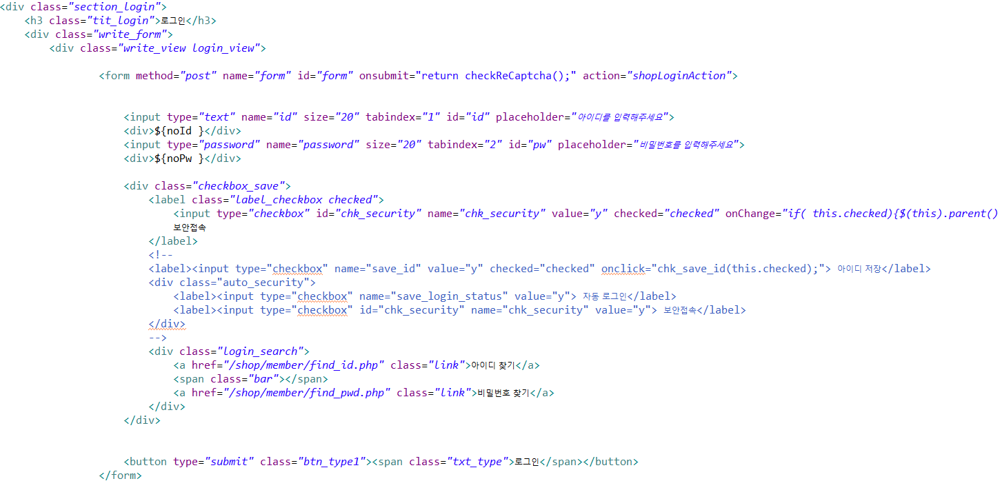 <div class="section_login">
<h3 class="tit_login">로그인</h3>
<div class="write_form">
<div class="write_view login_view">
<form method="post" name="form" id="form" onsubmit="return checkReCaptcha();" action="shopLoginAction">
<input type="text" name="id" size="20" tabindex="1" id="id" placeholder="아이디를 입력해주세요">
<div>${noId }</div>
<input type="password" name="password" size="20" tabindex="2" id="pw" placeholder="비밀번호를 입력해주세요">
<div>${noPw }</div>
<div class="checkbox_save">
<label class="label_checkbox checked">
<input type="checkbox" id="chk_security" name="chk_security" value="y" checked="checked" onChange="if( this.checked){$(this).parent()
보안접속
</label>
<!--
<label><input type="checkbox" name="save_id" value="y" checked="checked" onclick="chk_save_id(this.checked);"> 아이디 저장</label>
<div class="auto_security">
<label><input type="checkbox" name="save_login_status" value="y"> 자동 로그인</label>
<label><input type="checkbox" id="chk_security" name="chk_security" value="y"> 보안접속</label>
</div>
-->
<div class="login_search">
<a href="/shop/member/find_id.php" class="link">아이디 찾기</a>
<span class="bar"></span>
<a href="/shop/member/find_pwd.php" class="link">비밀번호 찾기</a>
</div>
</div>
<button type="submit" class="btn_type1"><span class="txt_type">로그인</span></button>
</form>